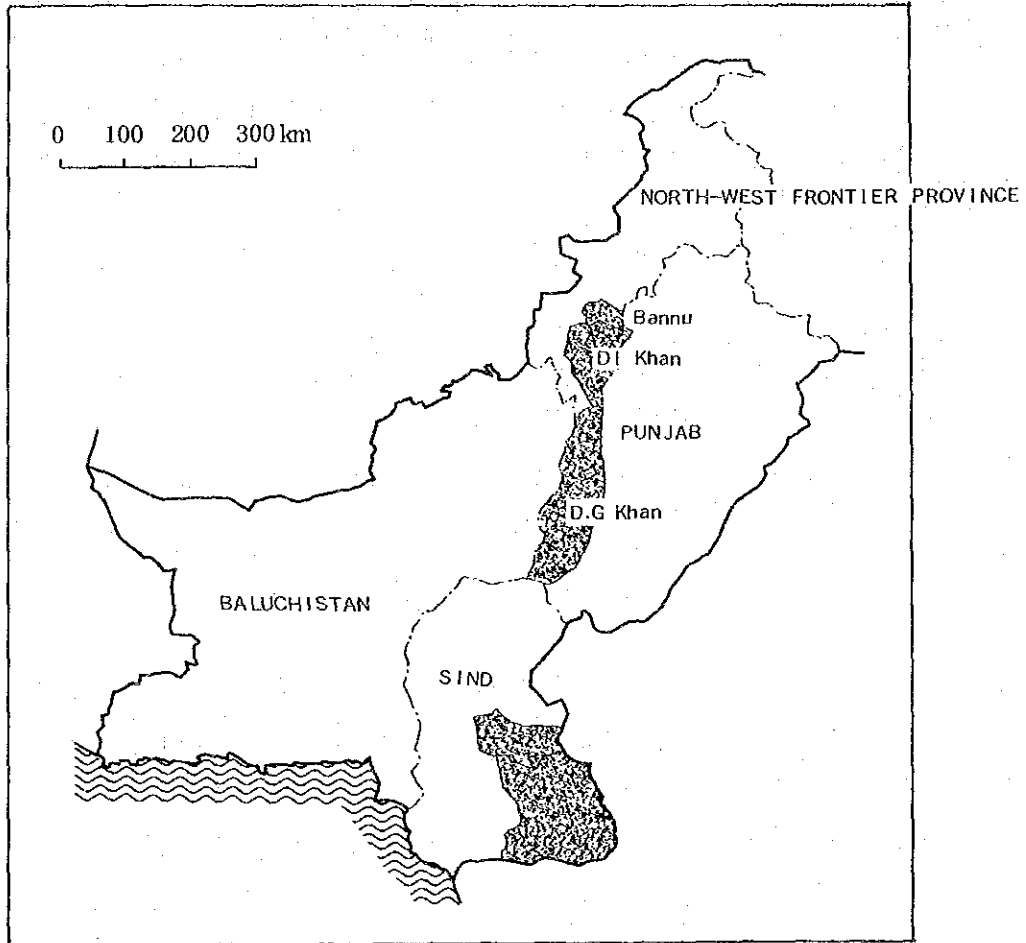 0 100 200 300 km
NORTH-WEST FRONTIER PROVINCE
Bannu
DI Khan
PUNJAB
D.G Khan
BALUCHISTAN
SIND